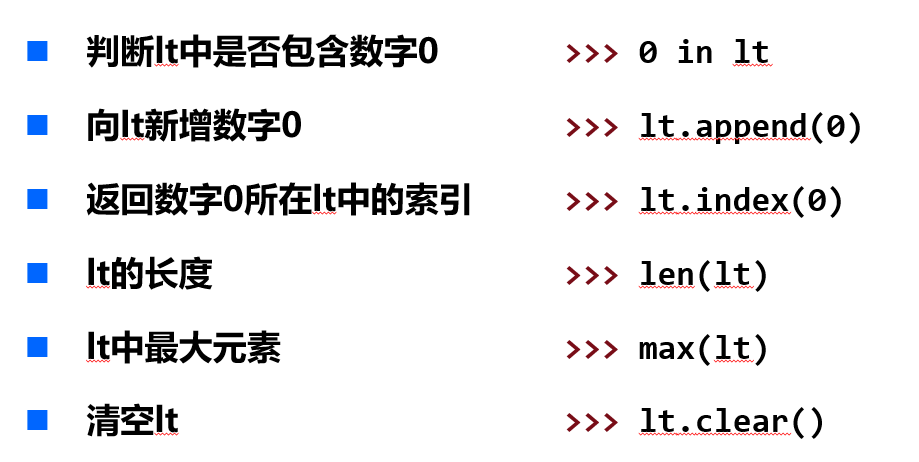 判断lt中是否包含数字0 >>> 0 in lt
向lt新增数字0 >>> lt.append(0)
返回数字0所在lt中的索引 >>> lt.index(0)
lt的长度 >>> len(lt)
lt中最大元素 >>> max(lt)
清空lt >>> lt.clear()